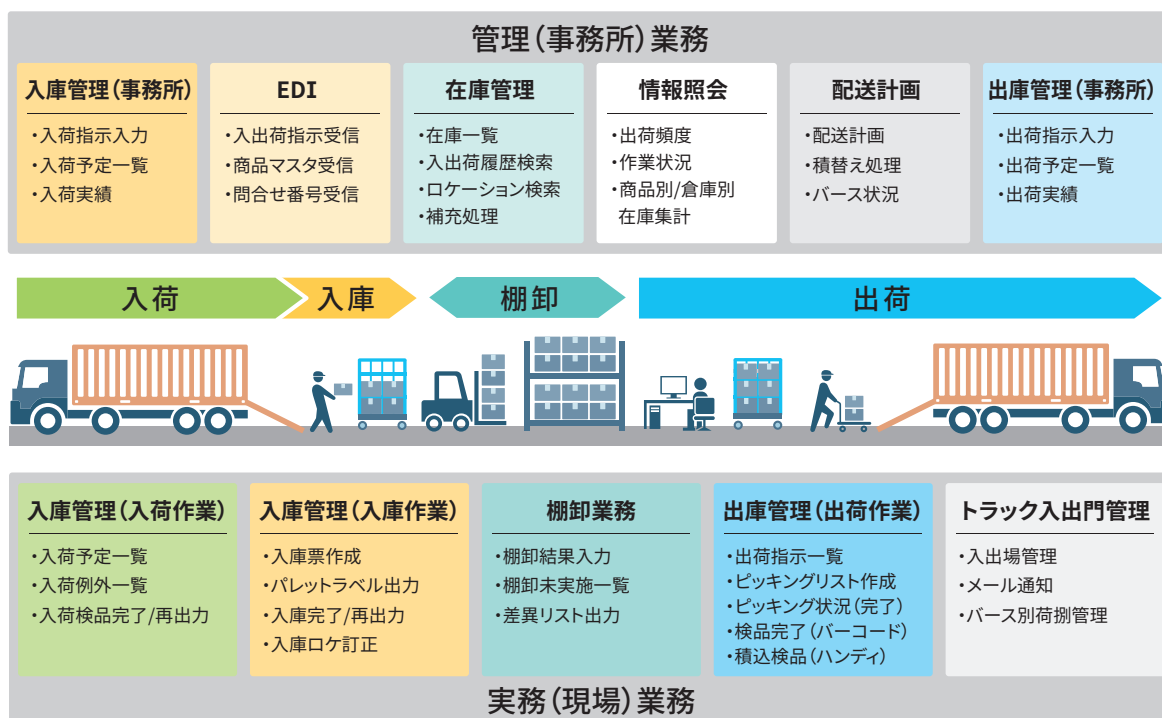 管理(事務所)業務
入庫管理(事務所)
・入荷指示入力
・入荷予定一覧
・入荷実績
EDI
・入出荷指示受信
・商品マスタ受信
・問合せ番号受信
在庫管理
・在庫一覧
・入出荷履歴検索
・ロケーション検索
・補充処理
情報照会
・出荷頻度
・作業状況
・商品別/倉庫別
在庫集計
配送計画
・配送計画
・積替え処理
・バース状況
出庫管理(事務所)
・出荷指示入力
・出荷予定一覧
・出荷実績
入荷
入庫
棚卸
出荷
入庫管理(入荷作業)
・入荷予定一覧
・入荷例外一覧
・入荷検品完了/再出力
入庫管理(入庫作業)
・入庫票作成
・パレットラベル出力
・入庫完了/再出力
・入庫ロケ訂正
棚卸業務
・棚卸結果入力
・棚卸未実施一覧
・差異リスト出力
出庫管理(出荷作業)
・出荷指示一覧
・ピッキングリスト作成
・ピッキング状況(完了)
・検品完了(バーコード)
・積込検品(ハンディ)
トラック入出門管理
・入出場管理
・メール通知
・バース別荷捌管理
実務(現場)業務